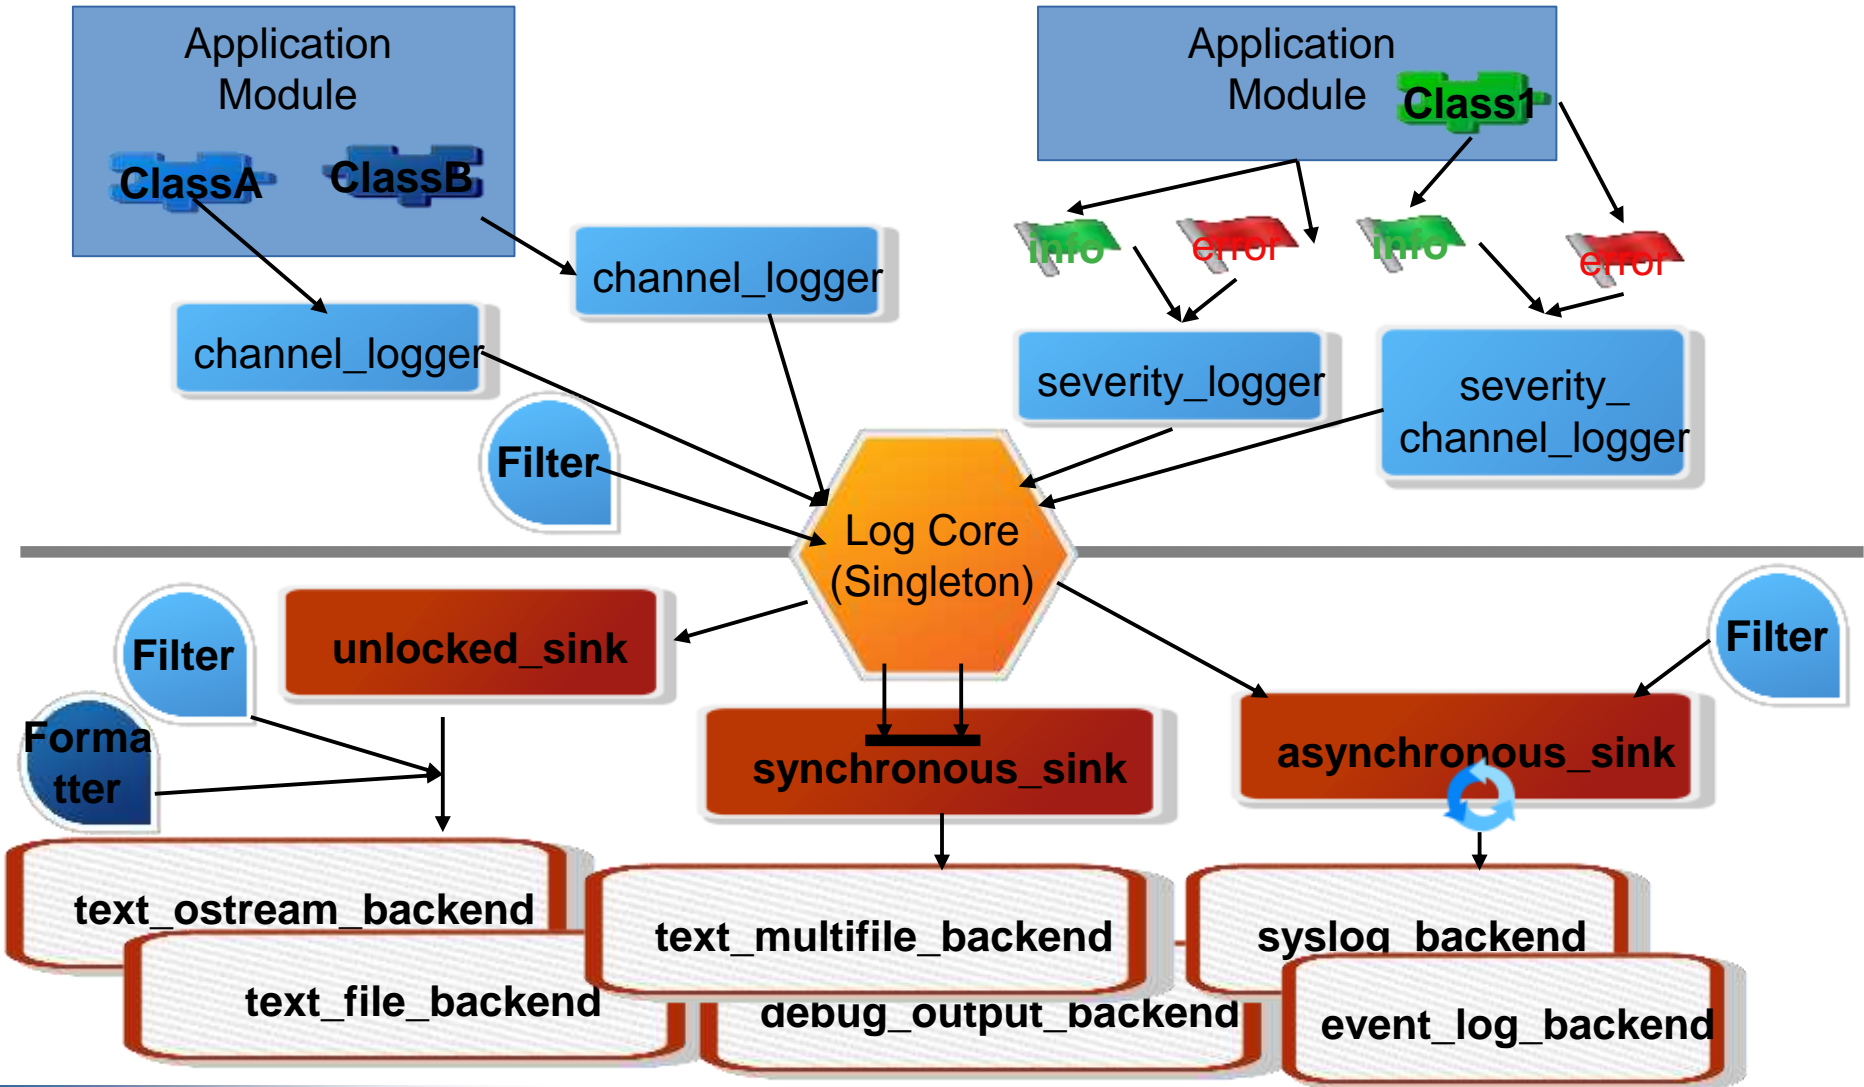 Application
Module
Application
Module
Class1
ClassA
ClassB
info
error
info
error
channel_logger
channel_logger
severity_logger
severity_
channel_logger
Filter
Log Core
(Singleton)
Filter
unlocked_sink
Filter
Forma
tter
synchronous_sink
asynchronous_sink
text_ostream_backend
text_multifile_backend
syslog_backend
text_file_backend
debug_output_backend
event_log_backend